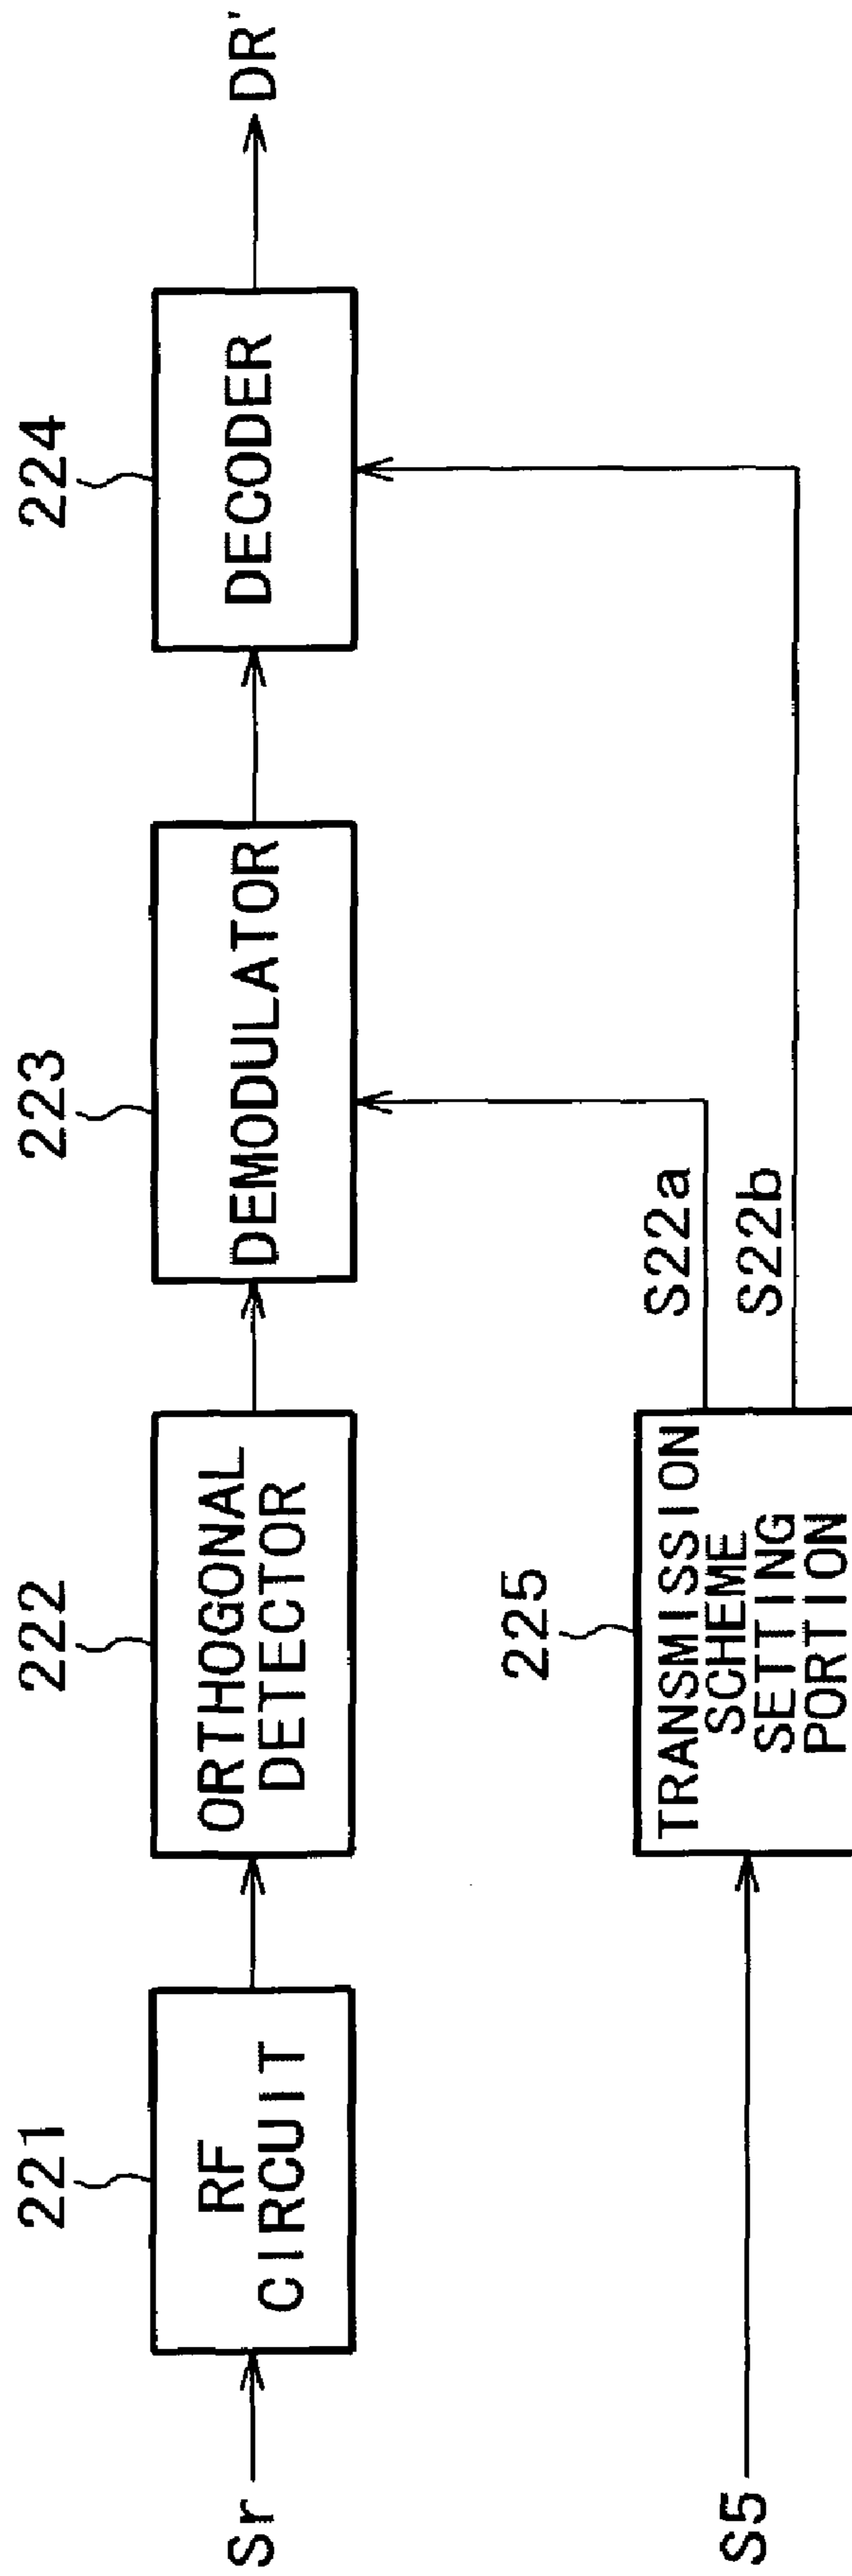 221
222
223
224
Sr
RF
CIRCUIT
ORTHOGONAL
DETECTOR
DEMODULATOR
DECODER
DR'
225
S22a
S22b
S5
TRANSMISSION
SCHEME
SETTING
PORTION